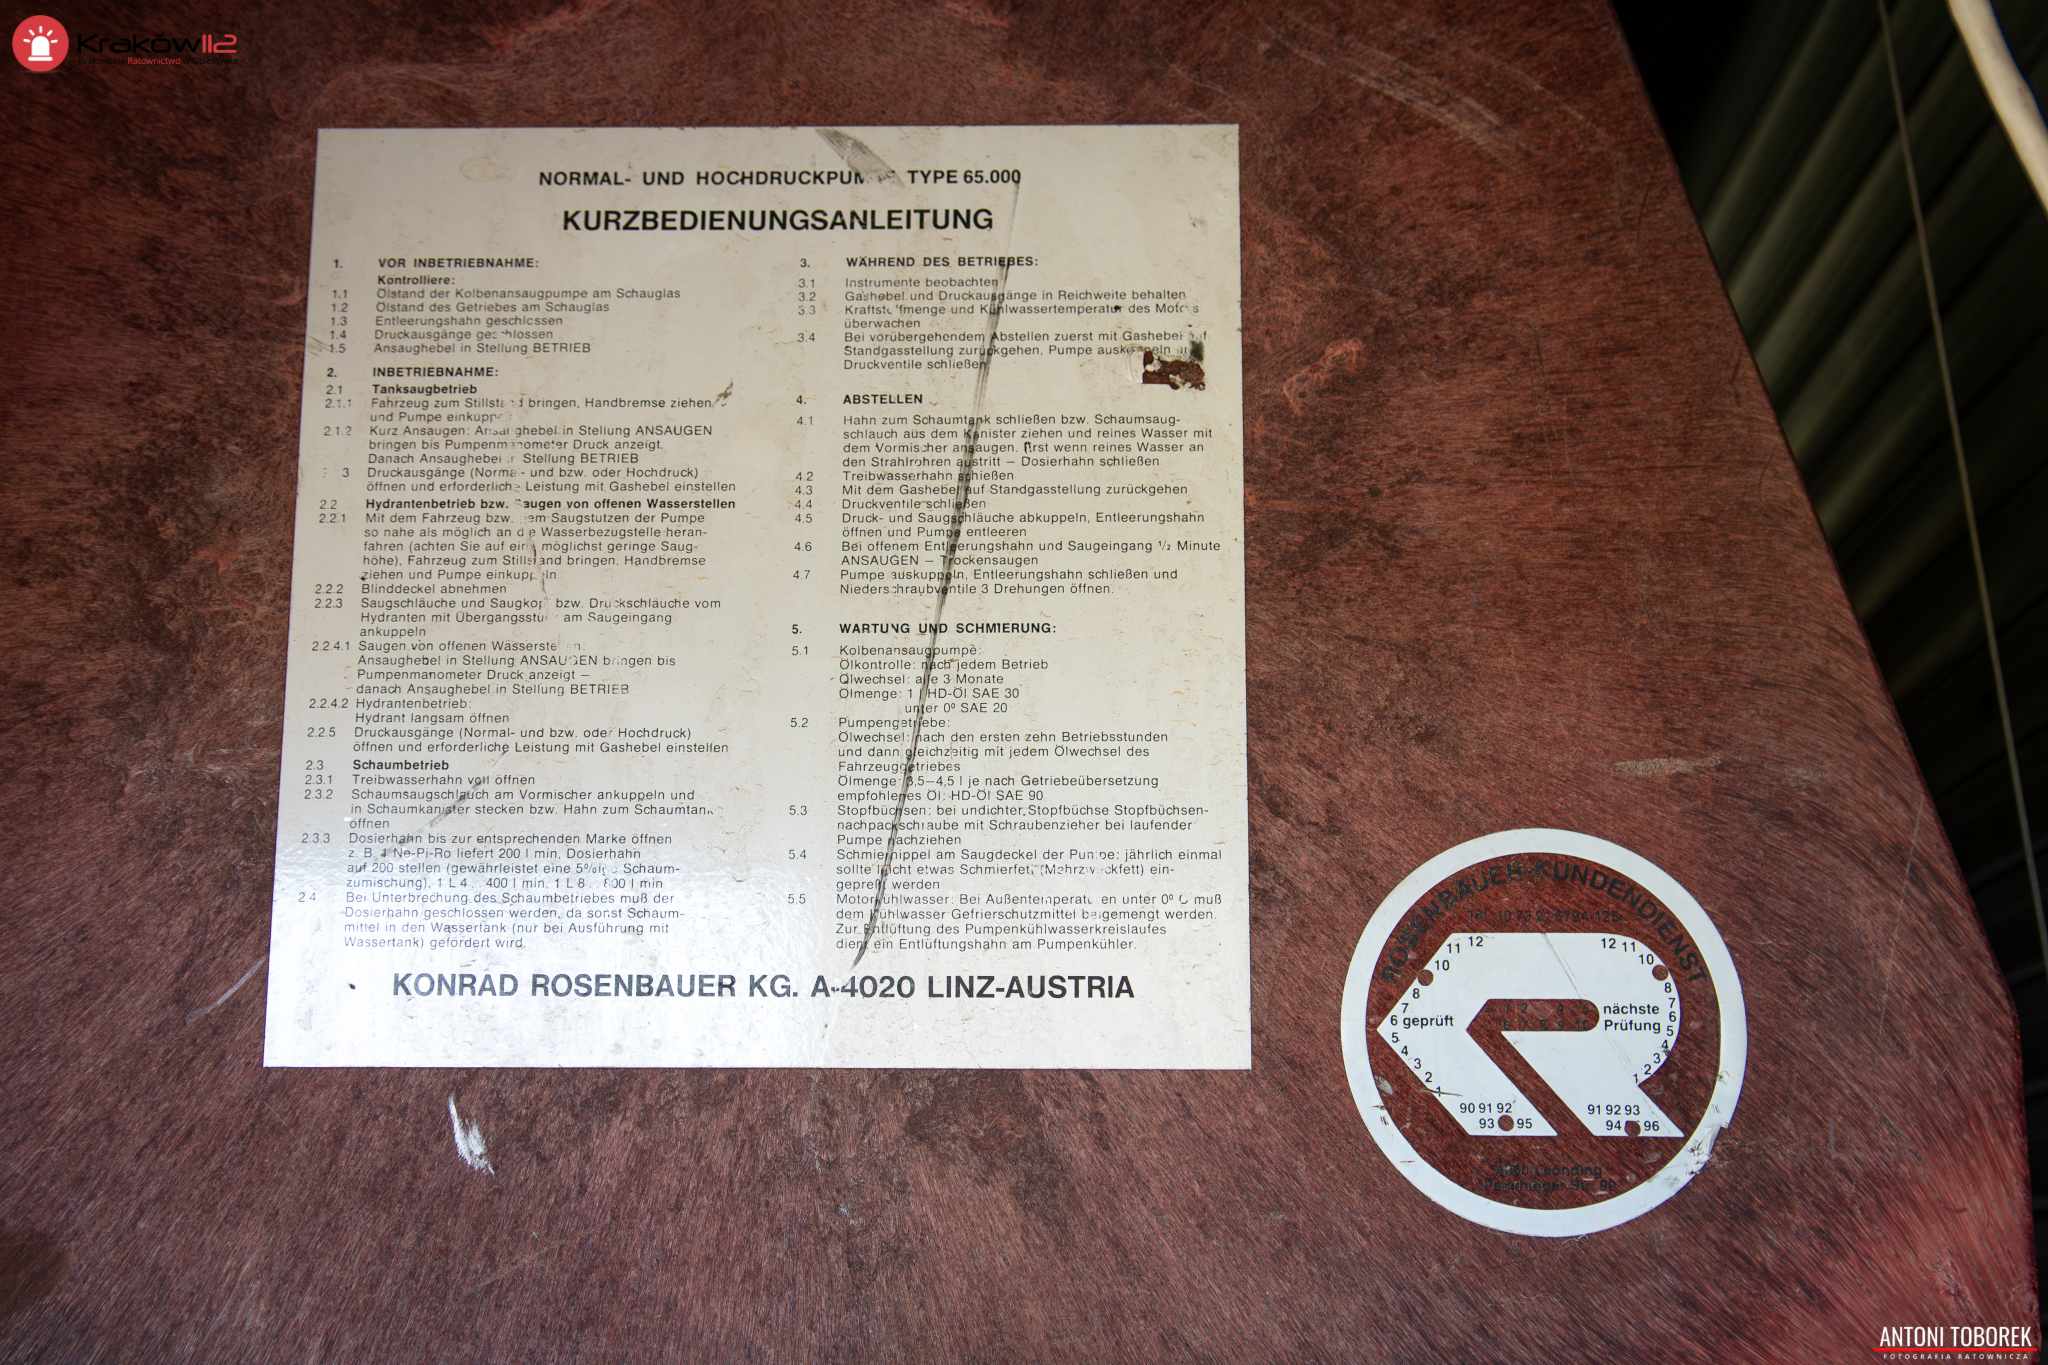 Kraków112
Ratownictwo
NORMAL- UND HOCHDRUCKPUMPE TYPE 65.000
KURZBEDIENUNGSANLEITUNG
1. VOR INBETRIEBNAHME:
Kontrolliere:
1.1 Ölstand der Kolbenansaugpumpe am Schauglas
1.2 Ölstand des Getriebes am Schauglas
1.3 Entleerungshahn geschlossen
1.4 Druckausgänge geschlossen
1.5 Ansaughebel in Stellung BETRIEB
2. INBETRIEBNAHME:
2.1 Tanksaugbetrieb
2.1.1 Fahrzeug zum Stillstand bringen, Handbremse ziehen
und Pumpe einkuppeln
2.1.2 Kurz Ansaugen: Ansaughebel in Stellung ANSAUGEN
bringen bis Pumpenmanometer Druck anzeigt.
Danach Ansaughebel in Stellung BETRIEB
3 Druckausgänge (Normal- und bzw. oder Hochdruck)
öffnen und erforderliche Leistung mit Gashebel einstellen
2.2 Hydrantenbetrieb bzw. Saugen von offenen Wasserstellen
2.2.1 Mit dem Fahrzeug bzw. dem Saugstutzen der Pumpe
so nahe als möglich an die Wasserbezugstelle heran-
fahren (achten Sie auf eine möglichst geringe Saug-
höhe), Fahrzeug zum Stillstand bringen, Handbremse
ziehen und Pumpe einkuppeln
2.2.2 Blinddeckel abnehmen
2.2.3 Saugschläuche und Saugkopf bzw. Druckschläuche vom
Hydranten mit Übergangsstück am Saugeingang
ankuppeln
2.2.4.1 Saugen von offenen Wasserstellen:
Ansaughebel in Stellung ANSAUGEN bringen bis
Pumpenmanometer Druck anzeigt —
danach Ansaughebel in Stellung BETRIEB
2.2.4.2 Hydrantenbetrieb:
Hydrant langsam öffnen
2.2.5 Druckausgänge (Normal- und bzw. oder Hochdruck)
öffnen und erforderliche Leistung mit Gashebel einstellen
2.3 Schaumbetrieb
2.3.1 Treibwasserhahn voll öffnen
2.3.2 Schaumsaugschlauch am Vormischer ankuppeln und
in Schaumkanister stecken bzw. Hahn zum Schaumtank
öffnen
2.3.3 Dosierhahn bis zur entsprechenden Marke öffnen
z. B. 1 Ne-Pi-Ro liefert 200 l min, Dosierhahn
auf 200 stellen (gewährleistet eine 5%ige Schaum-
zumischung), 1 L 4 . . 400 l min, 1 L 8 . . 800 l min
2.4 Bei Unterbrechung des Schaumbetriebes muß der
Dosierhahn geschlossen werden, da sonst Schaum-
mittel in den Wassertank (nur bei Ausführung mit
Wassertank) gefördert wird.
3. WÄHREND DES BETRIEBES:
3.1 Instrumente beobachten
3.2 Gashebel und Druckausgänge in Reichweite behalten
3.3 Kraftstoffmenge und Kühlwassertemperatur des Motors
überwachen
3.4 Bei vorübergehendem Abstellen zuerst mit Gashebel auf
Standgasstellung zurückgehen, Pumpe auskuppeln und
Druckventile schließen
4. ABSTELLEN
4.1 Hahn zum Schaumtank schließen bzw. Schaumsaug-
schlauch aus dem Kanister ziehen und reines Wasser mit
dem Vormischer ansaugen. Erst wenn reines Wasser an
den Strahlrohren austritt — Dosierhahn schließen
4.2 Treibwasserhahn schießen
4.3 Mit dem Gashebel auf Standgasstellung zurückgehen
4.4 Druckventile schließen
4.5 Druck- und Saugschläuche abkuppeln, Entleerungshahn
öffnen und Pumpe entleeren
4.6 Bei offenem Entleerungshahn und Saugeingang ½ Minute
ANSAUGEN — Trockensaugen
4.7 Pumpe auskuppeln, Entleerungshahn schließen und
Niederschraubventile 3 Drehungen öffnen.
5. WARTUNG UND SCHMIERUNG:
5.1 Kolbenansaugpumpe:
Ölkontrolle: nach jedem Betrieb
Ölwechsel: alle 3 Monate
Ölmenge: 1 l HD-Öl SAE 30
unter 0º SAE 20
5.2 Pumpengetriebe:
Ölwechsel: nach den ersten zehn Betriebsstunden
und dann gleichzeitig mit jedem Ölwechsel des
Fahrzeuggetriebes
Ölmenge: 3,5—4,5 l je nach Getriebeübersetzung
empfohlenes Öl: HD-Öl SAE 90
5.3 Stopfbüchsen: bei undichter Stopfbüchse Stopfbüchsen-
nachpackschraube mit Schraubenzieher bei laufender
Pumpe nachziehen
5.4 Schmiernippel am Saugdeckel der Pumpe: jährlich einmal
sollte leicht etwas Schmierfett (Mehrzweckfett) ein-
gepreßt werden
5.5 Motorkühlwasser: Bei Außentemperaturen unter 0º C muß
dem Kühlwasser Gefrierschutzmittel beigemengt werden.
Zur Entlüftung des Pumpenkühlwasserkreislaufes
dient ein Entlüftungshahn am Pumpenkühler.
KONRAD ROSENBAUER KG. A-4020 LINZ-AUSTRIA
ROSENBAUER-KUNDENDIENST
12 11 10 8 7 6 5 4 3 2 1
geprüft
90 91 92
93 95
12 11 10 8 7 6 5 4 3 2 1
nächste
Prüfung
91 92 93
94 96
Leonding
ANTONI TOBOREK
FOTOGRAFIA RATOWNICZA